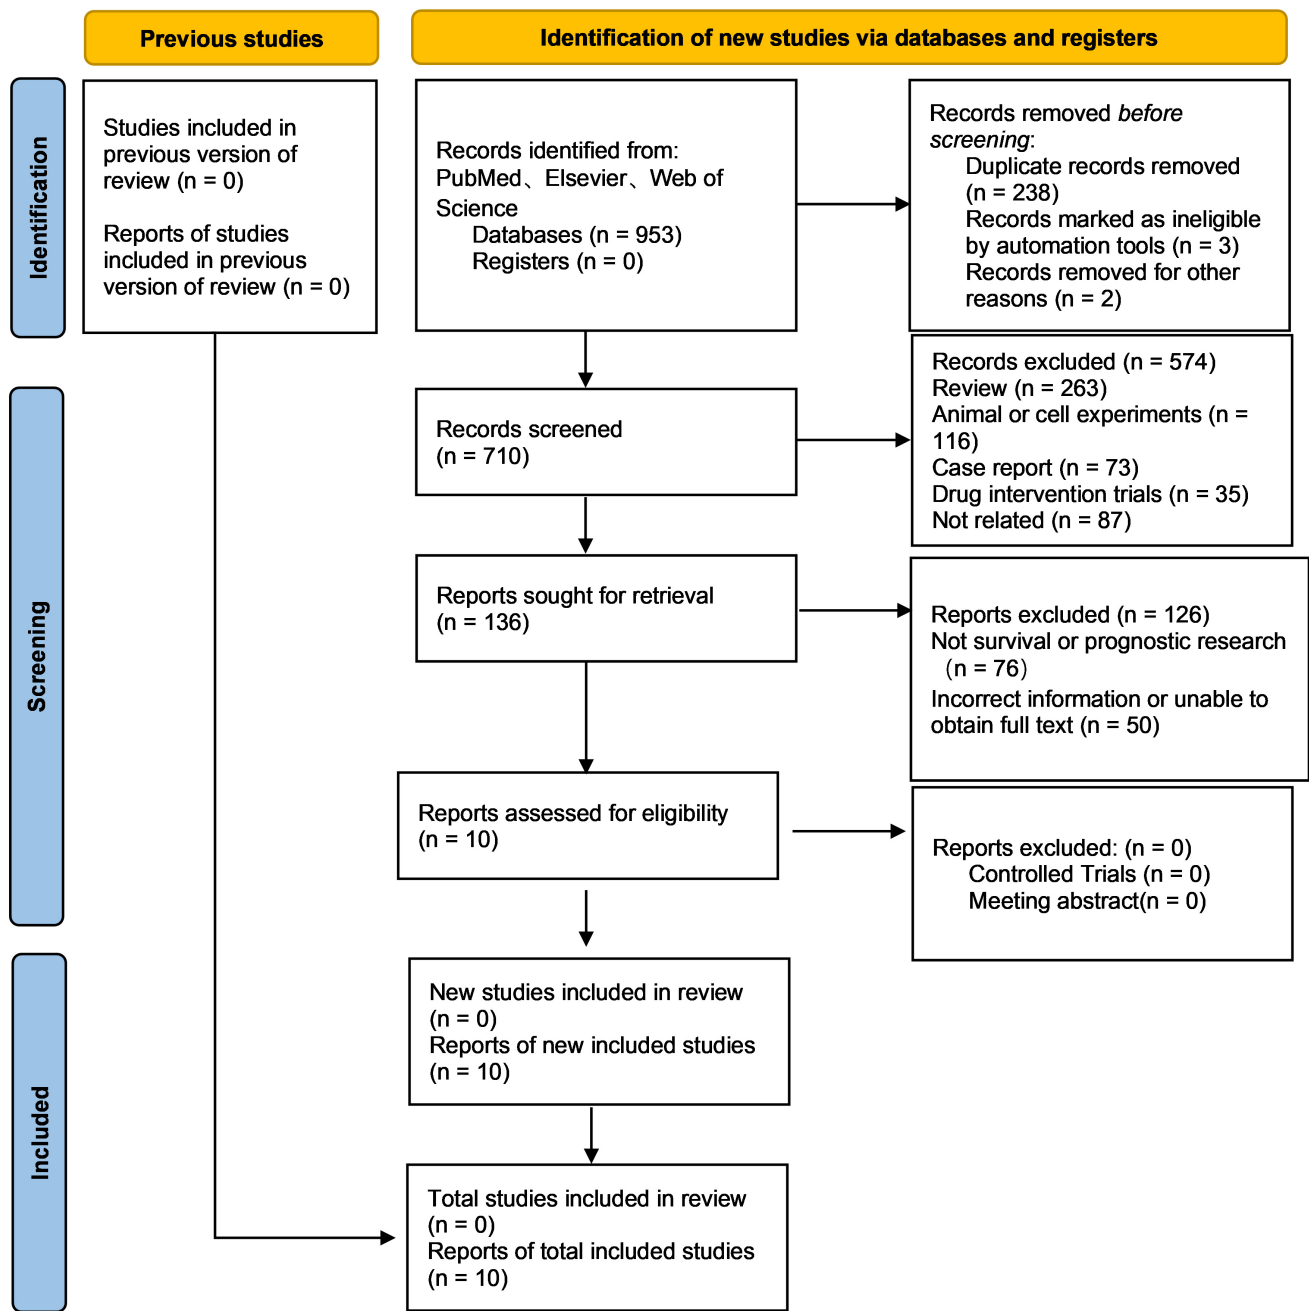 Previous studies
Identification of new studies via databases and registers
Identification
Studies included in
previous version of
review (n = 0)
Reports of studies
included in previous
version of review (n = 0)
Records identified from:
PubMed、Elsevier、Web of
Science
Databases (n = 953)
Registers (n = 0)
Records removed before
screening:
Duplicate records removed
(n = 238)
Records marked as ineligible
by automation tools (n = 3)
Records removed for other
reasons (n = 2)
Screening
Records screened
(n = 710)
Records excluded (n = 574)
Review (n = 263)
Animal or cell experiments (n =
116)
Case report (n = 73)
Drug intervention trials (n = 35)
Not related (n = 87)
Reports sought for retrieval
(n = 136)
Reports excluded (n = 126)
Not survival or prognostic research
（n = 76)
Incorrect information or unable to
obtain full text (n = 50)
Reports assessed for eligibility
(n = 10)
Reports excluded: (n = 0)
Controlled Trials (n = 0)
Meeting abstract(n = 0)
Included
New studies included in review
(n = 0)
Reports of new included studies
(n = 10)
Total studies included in review
(n = 0)
Reports of total included studies
(n = 10)